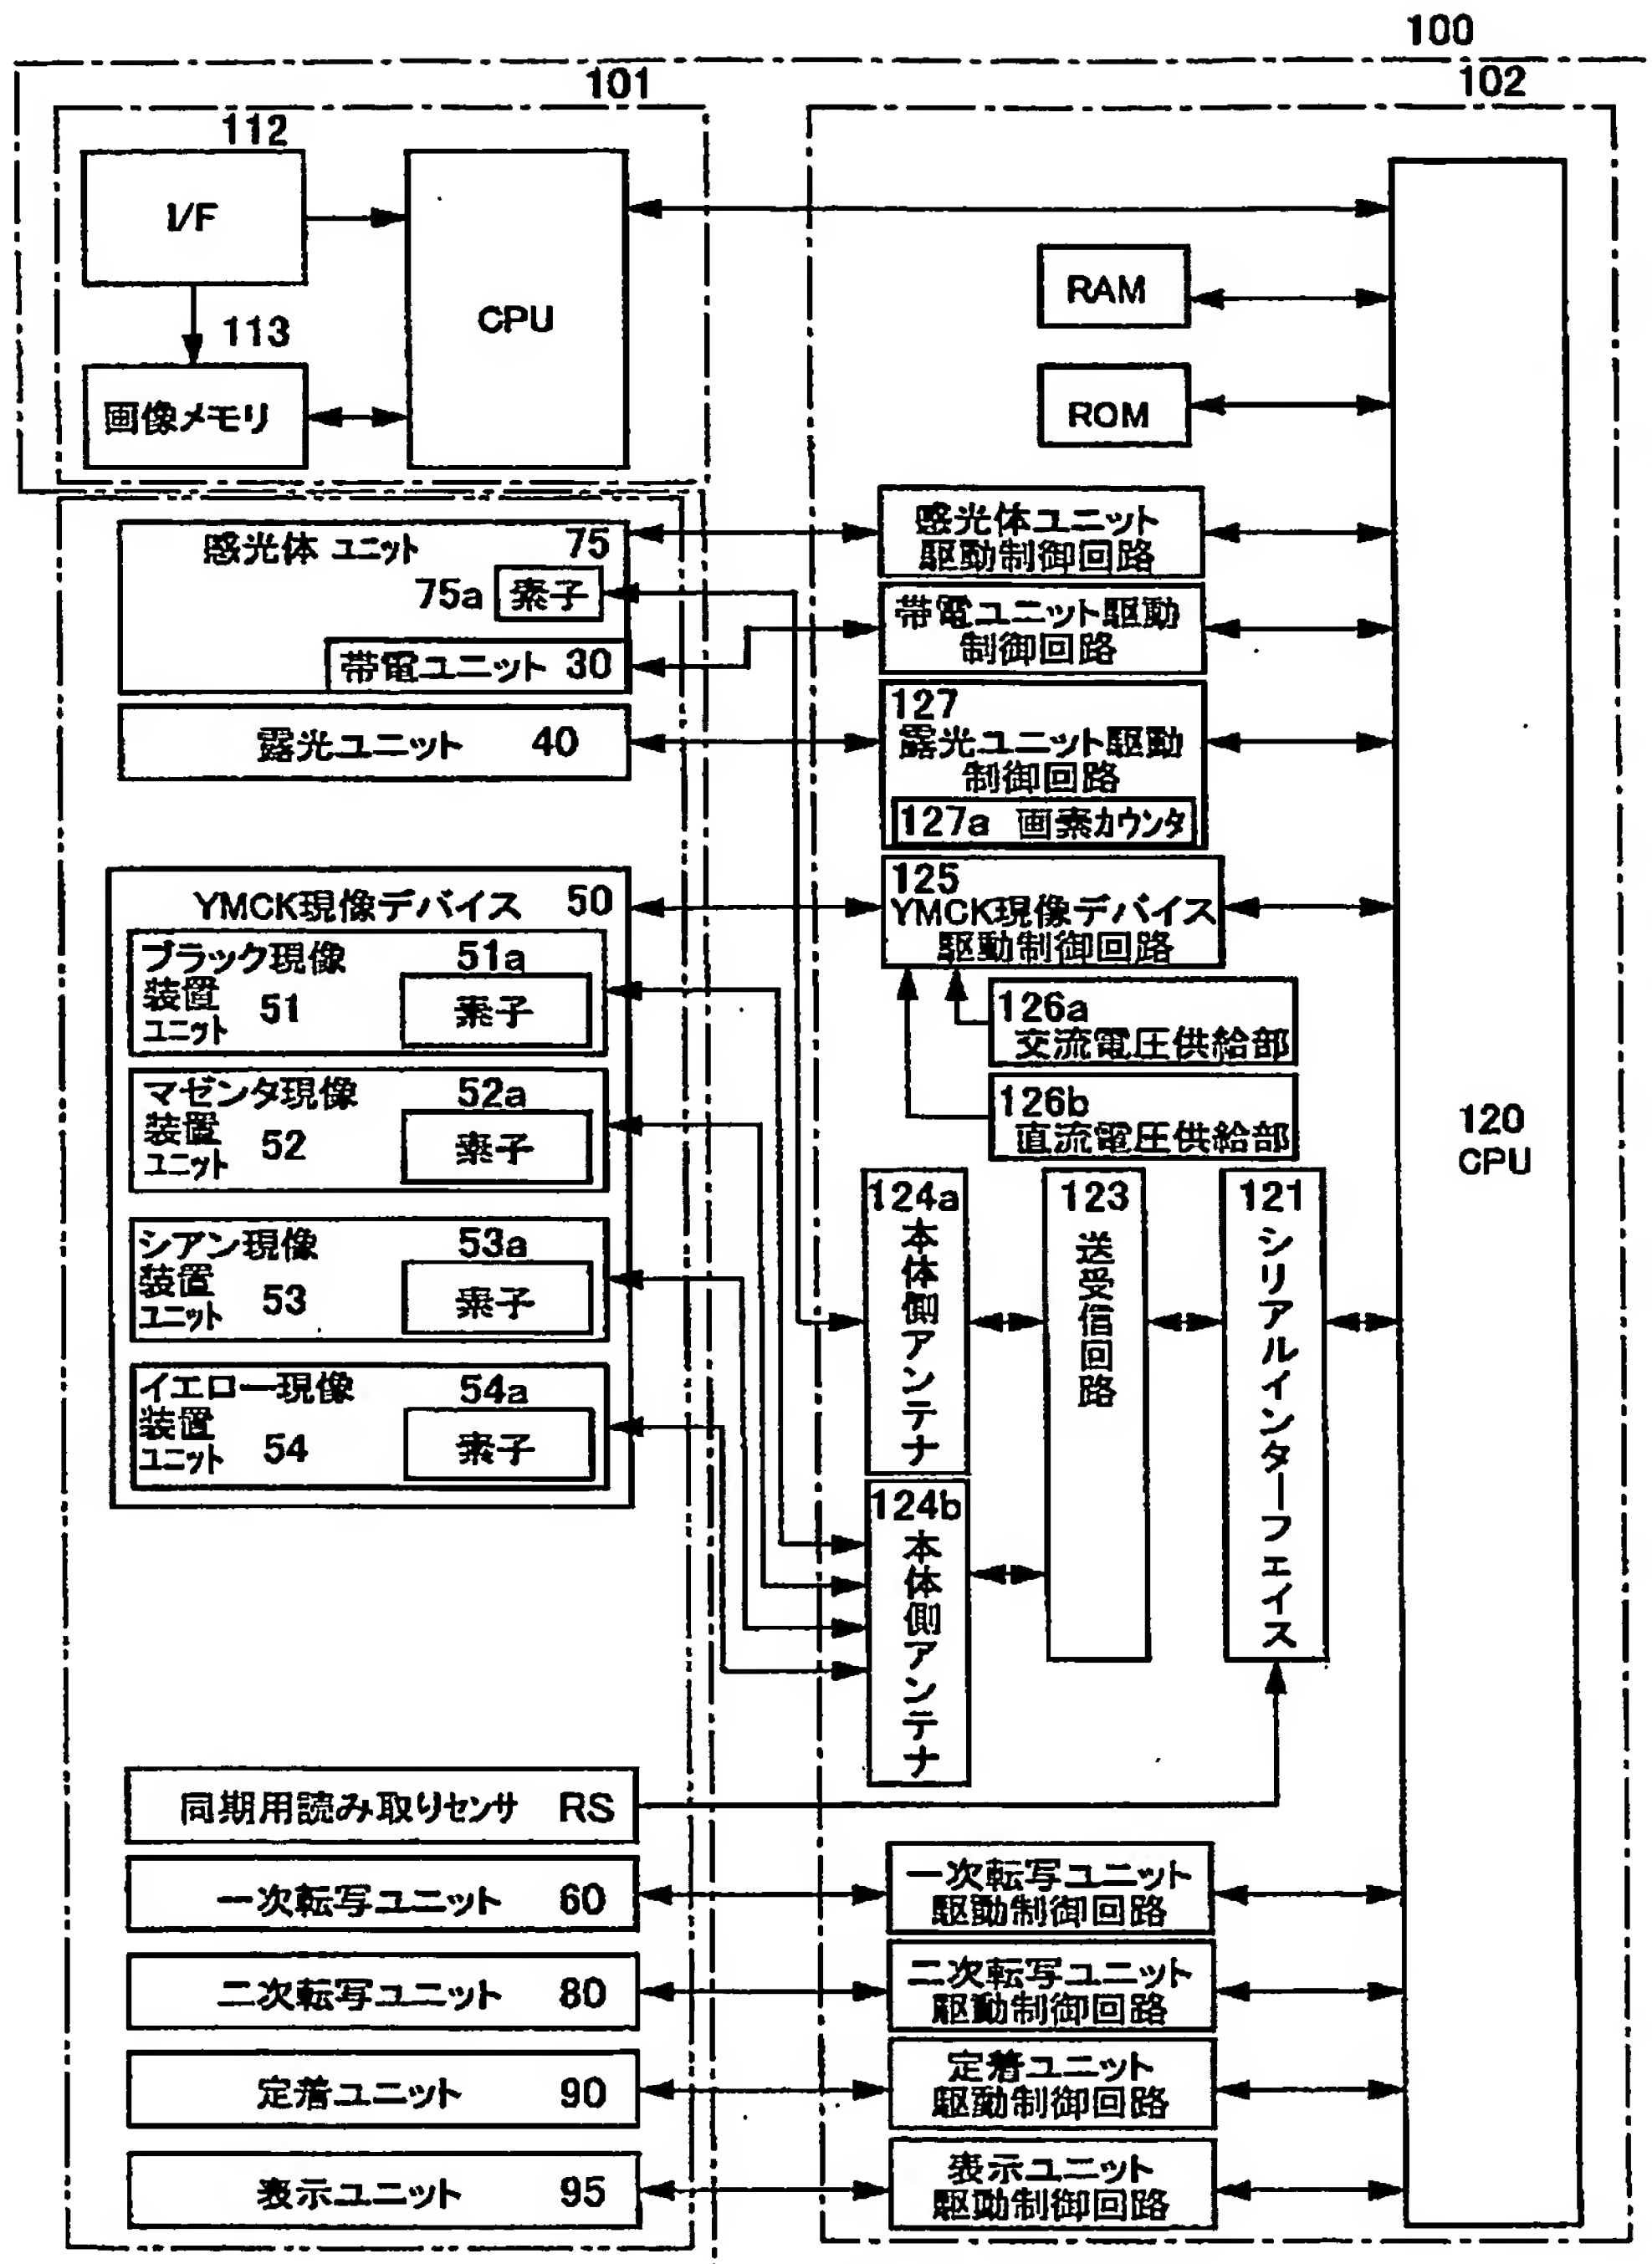 100
101
102
112
I/F
CPU
113
画像メモリ
RAM
ROM
感光体 ユニット 75
75a 素子
帯電ユニット 30
露光ユニット 40
感光体ユニット
駆動制御回路
帯電ユニット駆動
制御回路
127
露光ユニット駆動
制御回路
127a 画素カウンタ
YMCK現像デバイス 50
ブラック現像
装置
ユニット
51
51a
素子
マゼンタ現像
装置
ユニット
52
52a
素子
シアン現像
装置
ユニット
53
53a
素子
イエロー現像
装置
ユニット
54
54a
素子
125
YMCK現像デバイス
駆動制御回路
126a
交流電圧供給部
126b
直流電圧供給部
120
CPU
124a
本体側アンテナ
124b
本体側アンテナ
123
送受信回路
121
シリアルインターフェイス
同期用読み取りセンサ RS
一次転写ユニット 60
二次転写ユニット 80
定着ユニット 90
表示ユニット 95
一次転写ユニット
駆動制御回路
二次転写ユニット
駆動制御回路
定着ユニット
駆動制御回路
表示ユニット
駆動制御回路